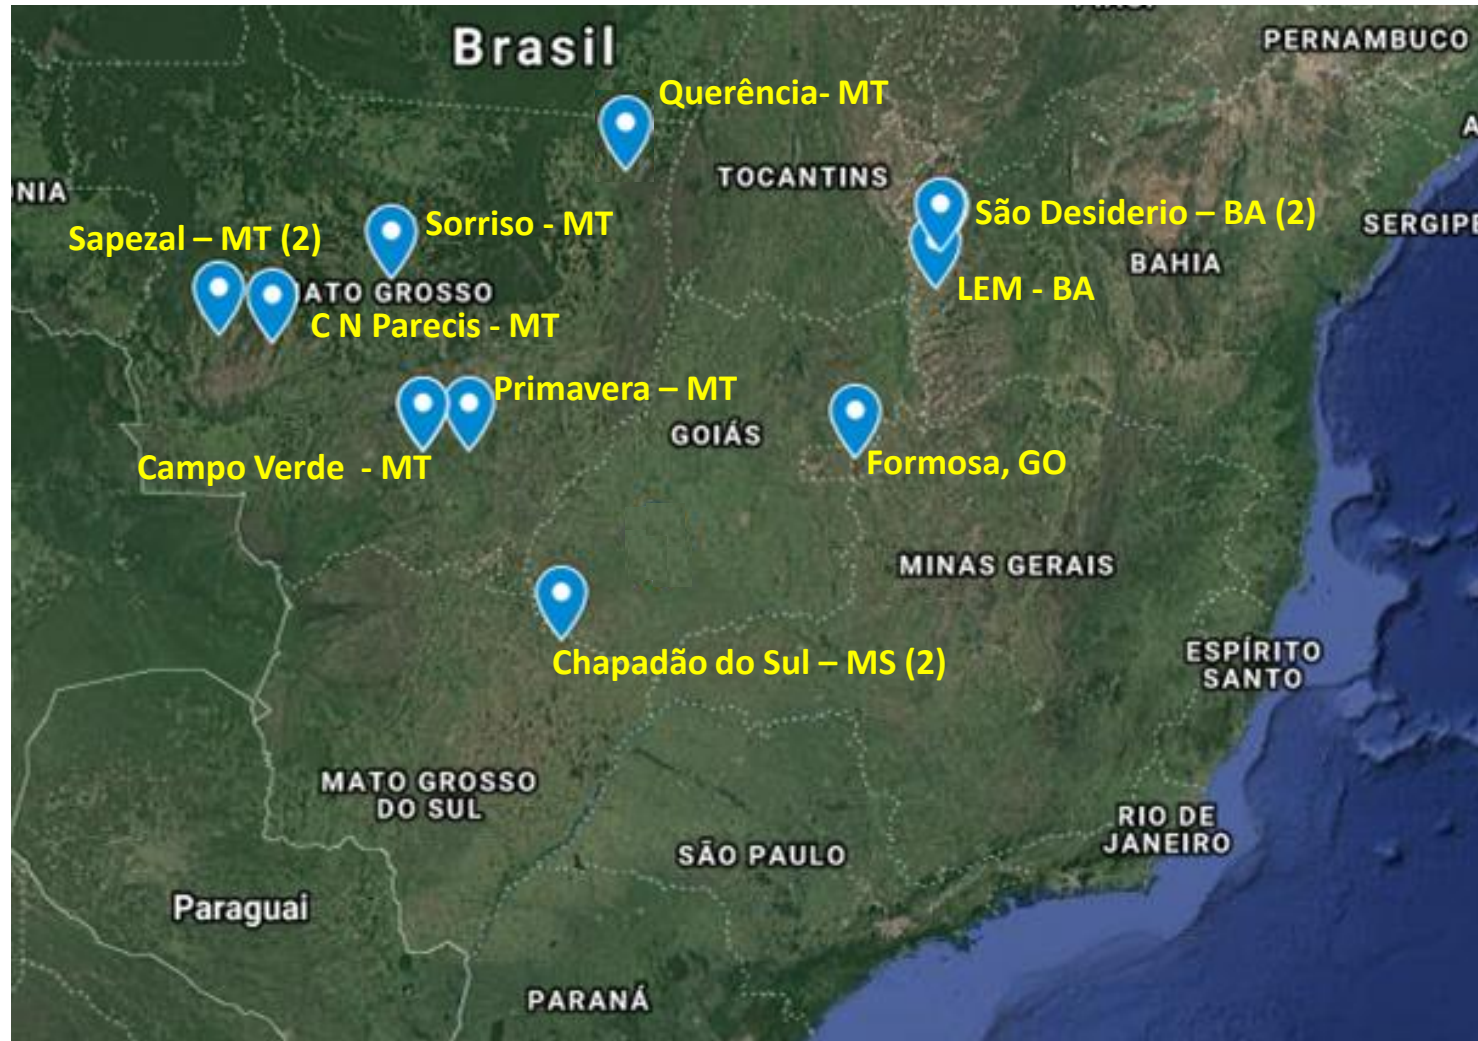 Brasil
PERNAMBUCO
Querência- MT
TOCANTINS
NIA
São Desiderio – BA (2)
SERGIPE
Sorriso - MT
Sapezal – MT (2)
BAHIA
LEM - BA
ATO GROSSO
C N Parecis - MT
Primavera – MT
GOIÁS
Campo Verde  - MT
Formosa, GO
MINAS GERAIS
Chapadão do Sul – MS (2)
ESPÍRITO
SANTO
MATO GROSSO
DO SUL
RIO DE
JANEIRO
SÃO PAULO
Paraguai
PARANÁ